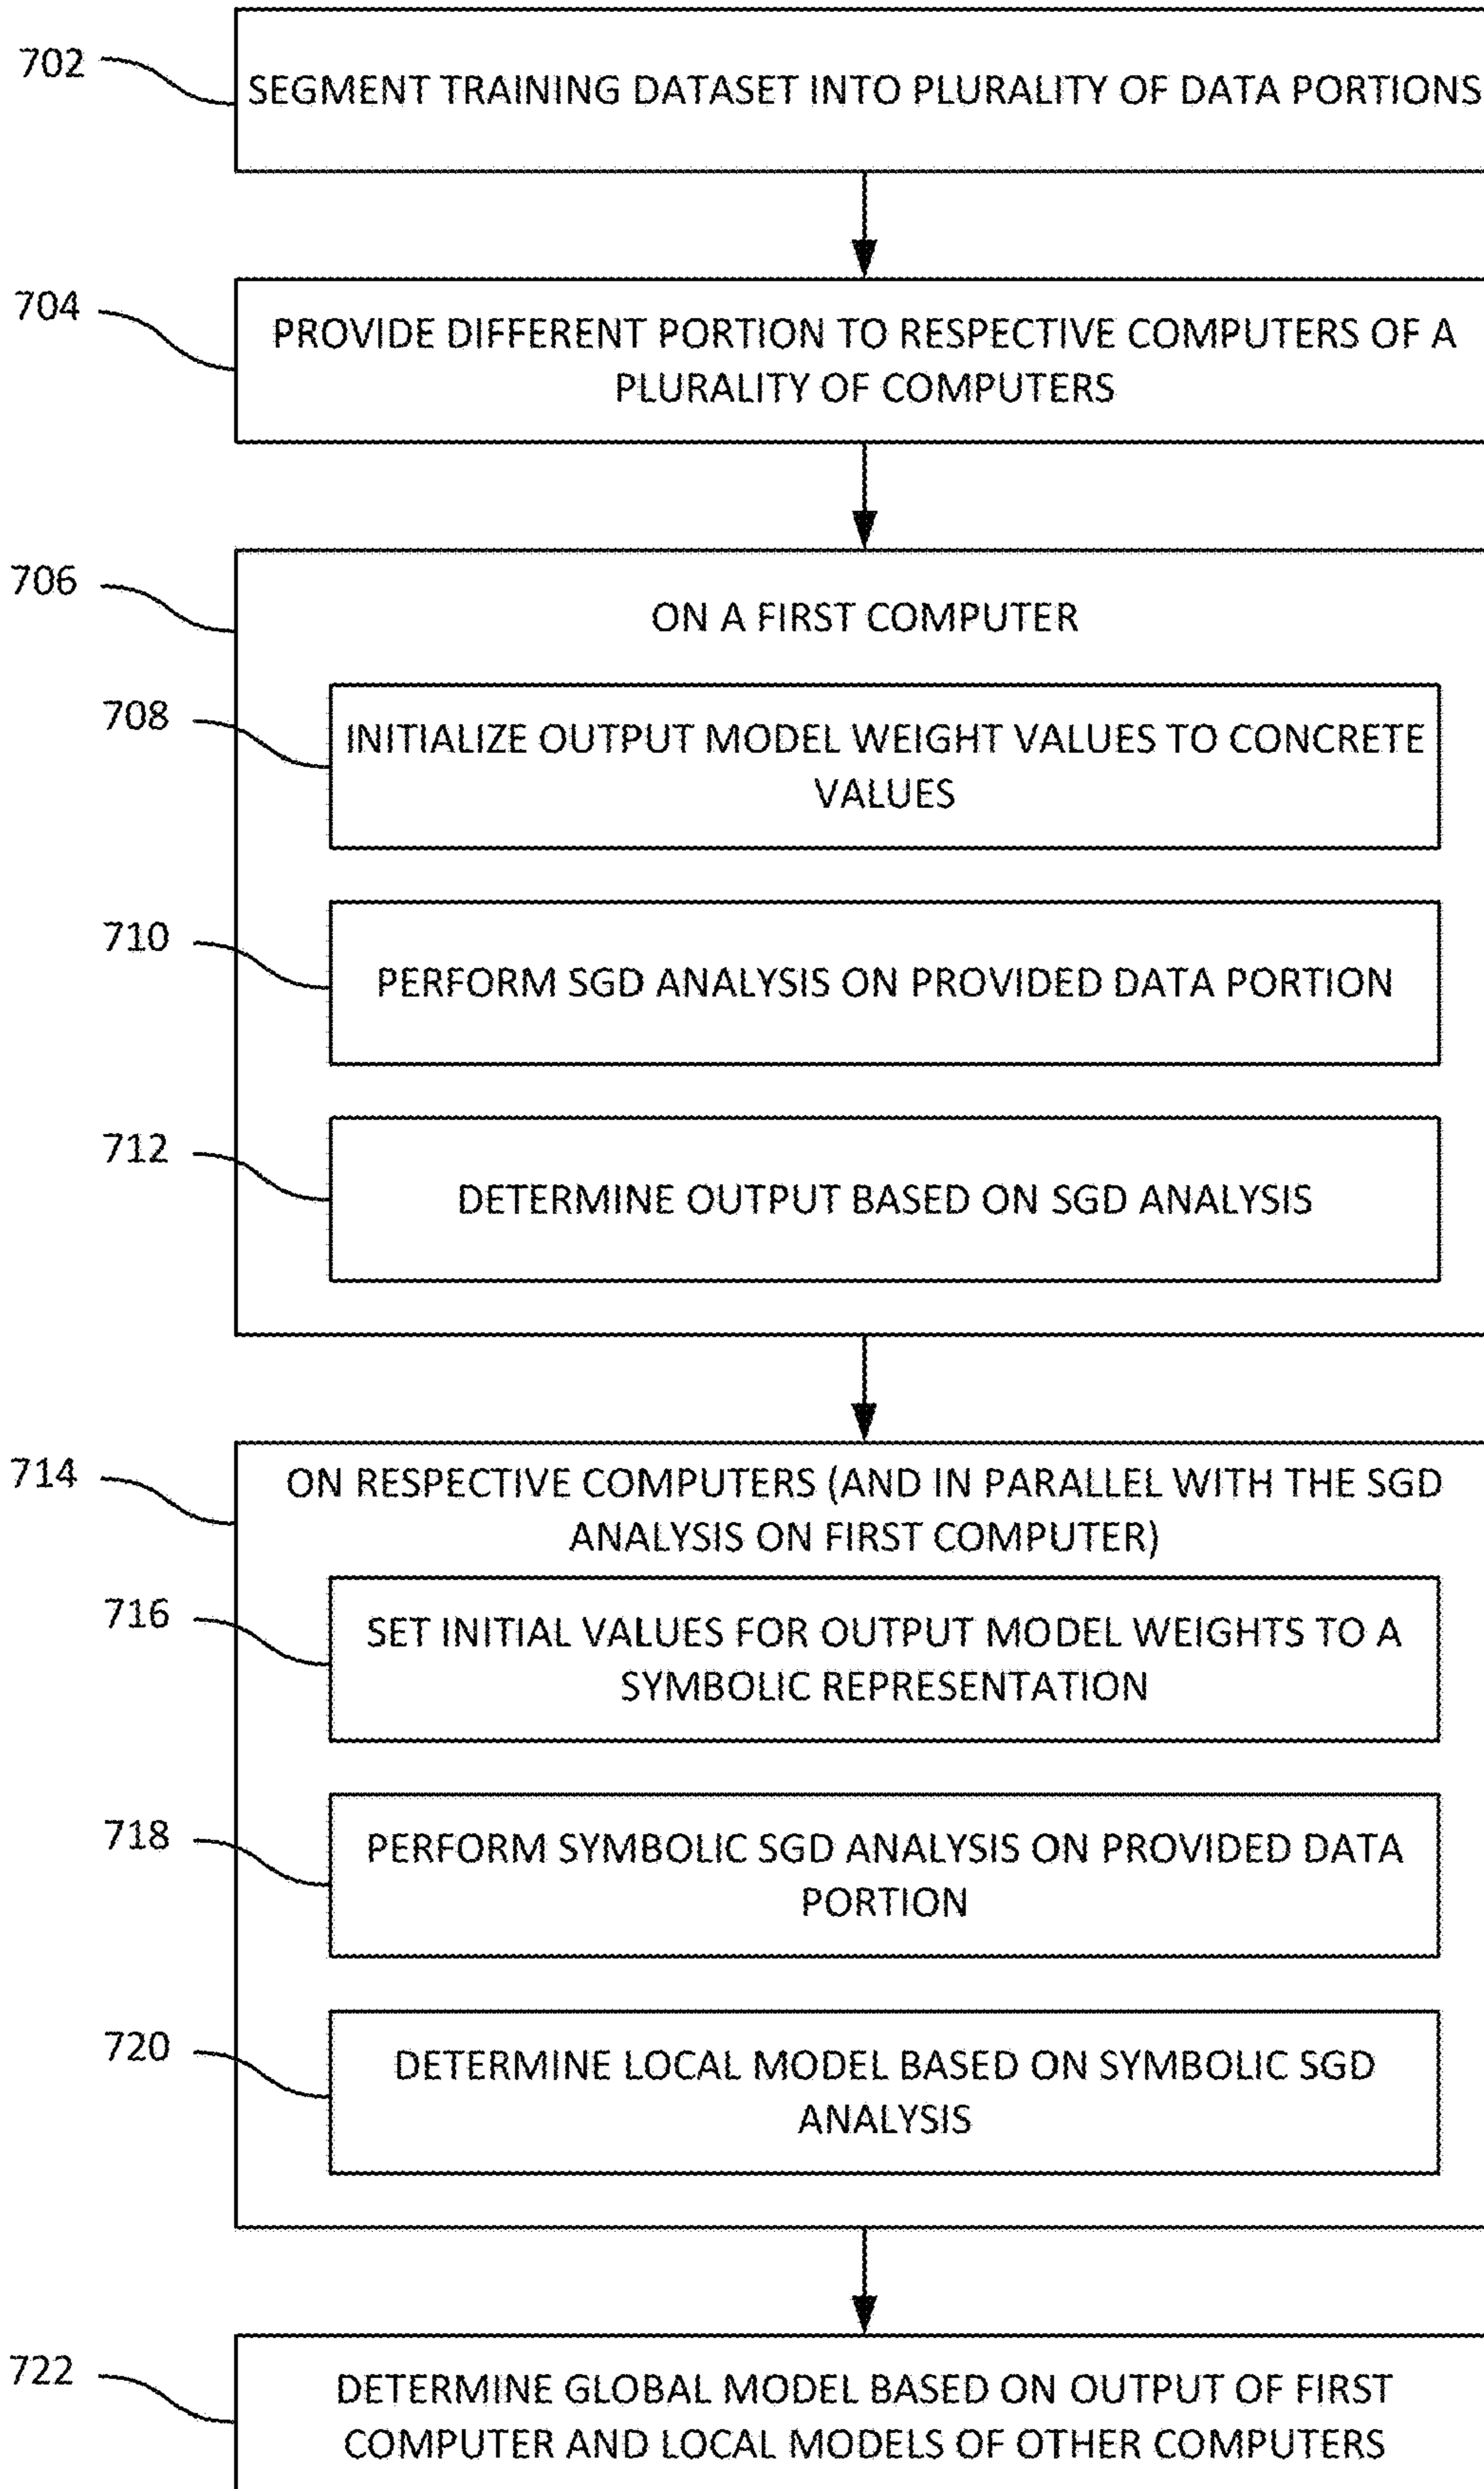 702
SEGMENT TRAINING DATASET INTO PLURALITY OF DATA PORTIONS
704
PROVIDE DIFFERENT PORTION TO RESPECTIVE COMPUTERS OF A
PLURALITY OF COMPUTERS
706
ON A FIRST COMPUTER
708
INITIALIZE OUTPUT MODEL WEIGHT VALUES TO CONCRETE
VALUES
710
PERFORM SGD ANALYSIS ON PROVIDED DATA PORTION
712
DETERMINE OUTPUT BASED ON SGD ANALYSIS
714
ON RESPECTIVE COMPUTERS (AND IN PARALLEL WITH THE SGD
ANALYSIS ON FIRST COMPUTER)
716
SET INITIAL VALUES FOR OUTPUT MODEL WEIGHTS TO A
SYMBOLIC REPRESENTATION
718
PERFORM SYMBOLIC SGD ANALYSIS ON PROVIDED DATA
PORTION
720
DETERMINE LOCAL MODEL BASED ON SYMBOLIC SGD
ANALYSIS
722
DETERMINE GLOBAL MODEL BASED ON OUTPUT OF FIRST
COMPUTER AND LOCAL MODELS OF OTHER COMPUTERS